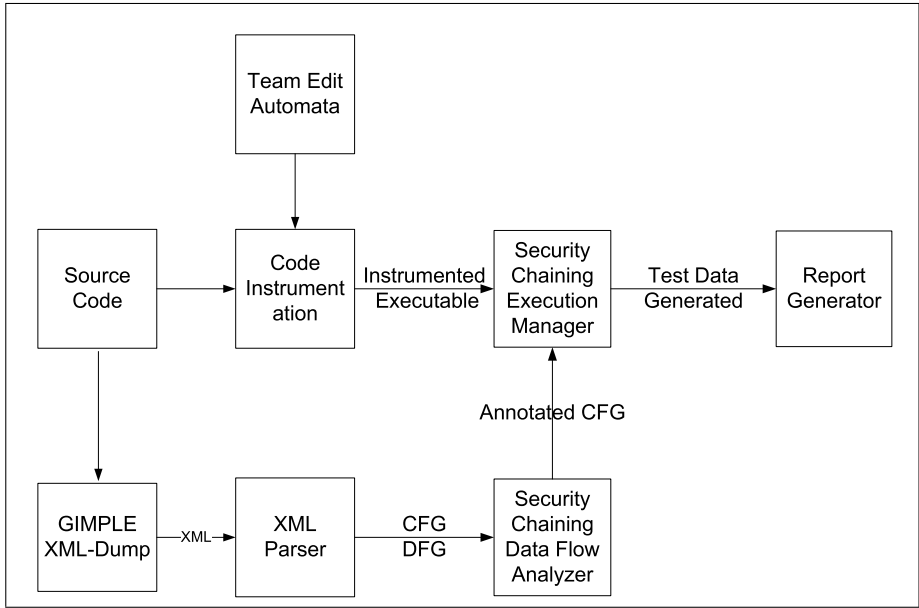 Team Edit
Automata
Source
Code
Code
Instrument
ation
Instrumented
Executable
Security
Chaining
Execution
Manager
Test Data
Generated
Report
Generator
Annotated CFG
GIMPLE
XML-Dump
XML
XML
Parser
CFG
DFG
Security
Chaining
Data Flow
Analyzer